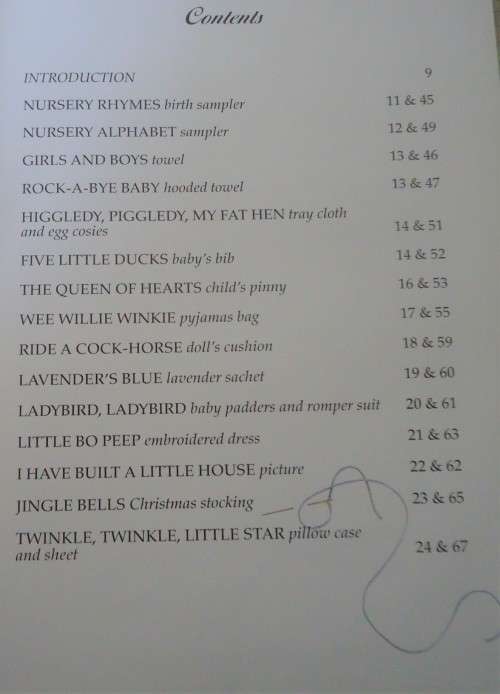 Contents
INTRODUCTION 9
NURSERY RHYMES birth sampler 11 & 45
NURSERY ALPHABET sampler 12 & 49
GIRLS AND BOYS towel 13 & 46
ROCK-A-BYE BABY hooded towel 13 & 47
HIGGLEDY, PIGGLEDY, MY FAT HEN tray cloth
and egg cosies 14 & 51
FIVE LITTLE DUCKS baby's bib 14 & 52
THE QUEEN OF HEARTS child's pinny 16 & 53
WEE WILLIE WINKIE pyjamas bag 17 & 55
RIDE A COCK-HORSE doll's cushion 18 & 59
LAVENDER'S BLUE lavender sachet 19 & 60
LADYBIRD, LADYBIRD baby padders and romper suit 20 & 61
LITTLE BO PEEP embroidered dress 21 & 63
I HAVE BUILT A LITTLE HOUSE picture 22 & 62
JINGLE BELLS Christmas stocking 23 & 65
TWINKLE, TWINKLE, LITTLE STAR pillow case
and sheet 24 & 67